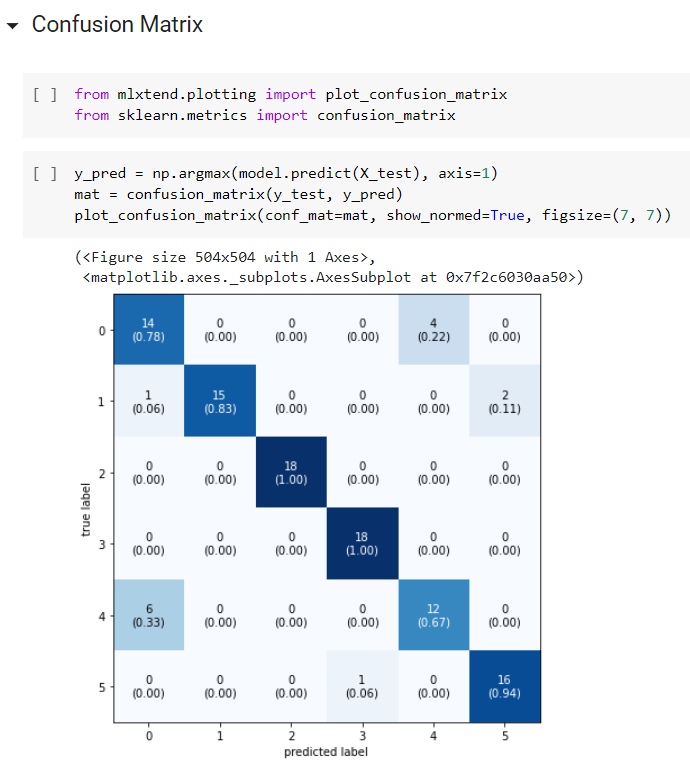 Confusion Matrix
[ ] from mlxtend.plotting import plot_confusion_matrix
from sklearn.metrics import confusion_matrix
[ ] y_pred = np.argmax(model.predict(X_test), axis=1)
mat = confusion_matrix(y_test, y_pred)
plot_confusion_matrix(conf_mat=mat, show_normed=True, figsize=(7, 7))
(<Figure size 504x504 with 1 Axes>,
<matplotlib.axes._subplots.AxesSubplot at 0x7f2c6030aa50>)
14 0 0 0 4 0
0 (0.78) (0.00) (0.00) (0.00) (0.22) (0.00)
1 15 0 0 0 2
1 (0.06) (0.83) (0.00) (0.00) (0.00) (0.11)
0 0 18 0 0 0
2 (0.00) (0.00) (1.00) (0.00) (0.00) (0.00)
true label
0 0 0 18 0 0
3 (0.00) (0.00) (0.00) (1.00) (0.00) (0.00)
6 0 0 0 12 0
4 (0.33) (0.00) (0.00) (0.00) (0.67) (0.00)
0 0 0 1 0 16
5 (0.00) (0.00) (0.00) (0.06) (0.00) (0.94)
0 1 2 3 4 5
predicted label